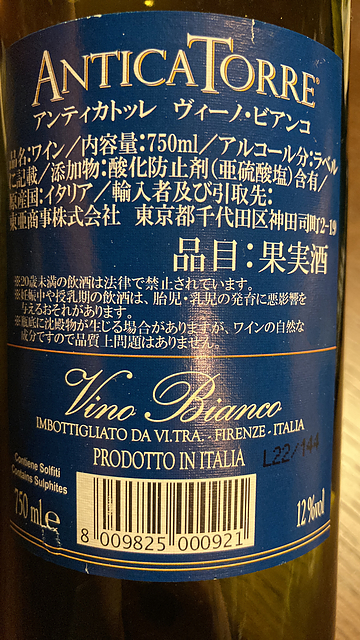 ANTICA TORRE®
アンティカトッレ ヴィーノ・ビアンコ
品名:ワイン／内容量:750ml／アルコール分:ラベル
に記載／添加物:酸化防止剤(亜硫酸塩)含有／
原産国:イタリア／輸入者及び引取先:
東亜商事株式会社 東京都千代田区神田司町2-19
品目:果実酒
※20歳未満の飲酒は法律で禁止されています。
※妊娠中や授乳期の飲酒は、胎児・乳児の発育に悪影響を
与えるおそれがあります。
※瓶底に沈殿物が生じる場合がありますが、ワインの自然な
成分ですので品質上問題はありません。
Vino Bianco
IMBOTTIGLIATO DA VI.TRA. - FIRENZE - ITALIA
PRODOTTO IN ITALIA L22/144
Contiene Solfiti
Contains Sulphites
750 ml e
12%vol
8 009825 000921